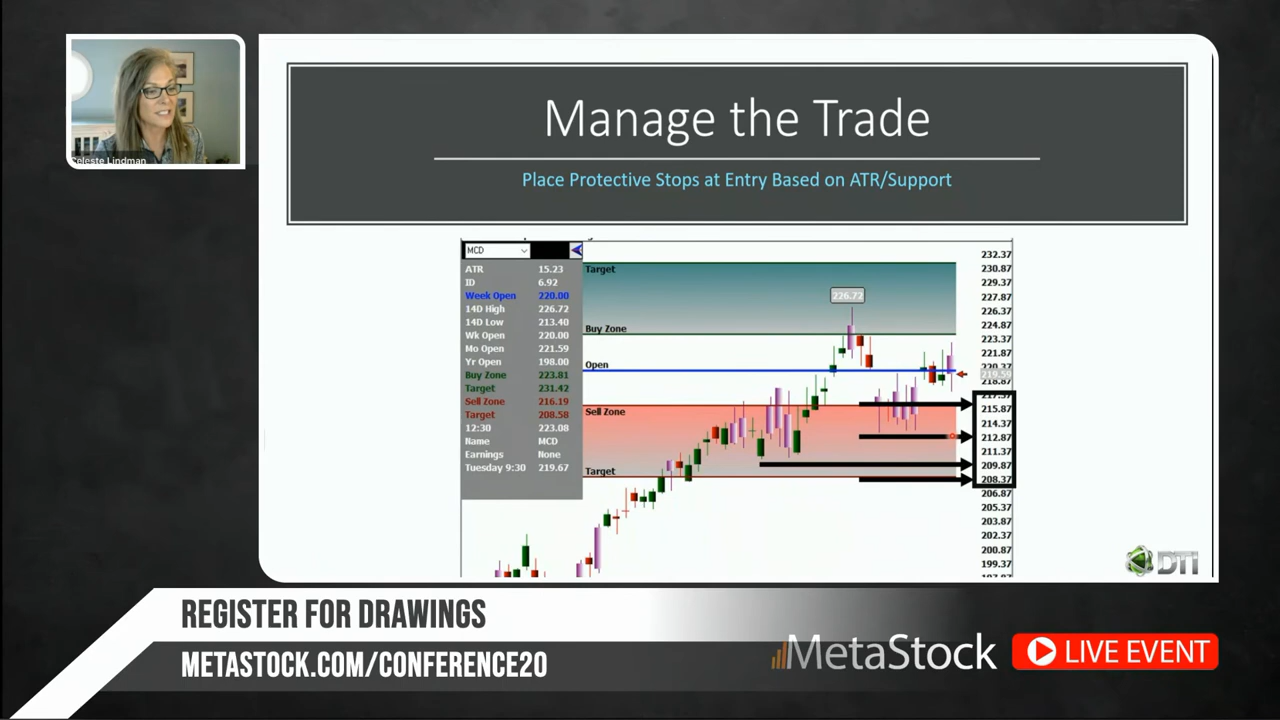 Celeste Lindman
Manage the Trade
Place Protective Stops at Entry Based on ATR/Support
MCD
ATR 15.23
ID 6.92
Week Open 220.00
14D High 226.72
14D Low 213.40
Wk Open 220.00
Mo Open 221.59
Yr Open 198.00
Buy Zone 223.81
Target 231.42
Sell Zone 216.19
Target 208.58
12:30 223.08
Name MCD
Earnings None
Tuesday 9:30 219.67
Target
Buy Zone
Open
Sell Zone
Target
226.72
232.37
230.87
229.37
227.87
226.37
224.87
223.37
221.87
220.37
219.59
218.87
217.37
215.87
214.37
212.87
211.37
209.87
208.37
206.87
205.37
203.87
202.37
200.87
199.37
DTI
REGISTER FOR DRAWINGS
METASTOCK.COM/CONFERENCE20
MetaStock
LIVE EVENT